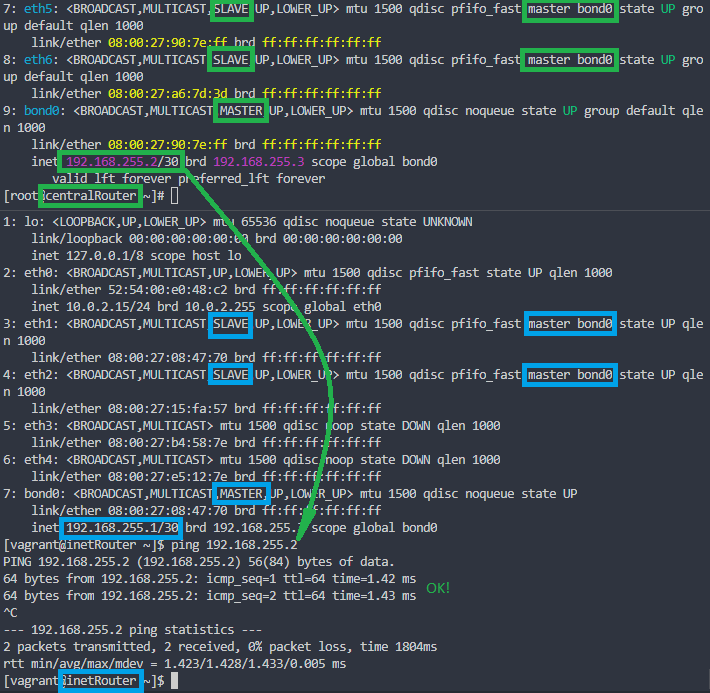 7: eth5: <BROADCAST,MULTICAST,SLAVE,UP,LOWER_UP> mtu 1500 qdisc pfifo_fast master bond0 state UP gro
up default qlen 1000
    link/ether 08:00:27:90:7e:ff brd ff:ff:ff:ff:ff:ff
8: eth6: <BROADCAST,MULTICAST,SLAVE,UP,LOWER_UP> mtu 1500 qdisc pfifo_fast master bond0 state UP gro
up default qlen 1000
    link/ether 08:00:27:a6:7d:3d brd ff:ff:ff:ff:ff:ff
9: bond0: <BROADCAST,MULTICAST,MASTER,UP,LOWER_UP> mtu 1500 qdisc noqueue state UP group default qle
n 1000
    link/ether 08:00:27:90:7e:ff brd ff:ff:ff:ff:ff:ff
    inet 192.168.255.2/30 brd 192.168.255.3 scope global bond0
       valid_lft forever preferred_lft forever
[root@centralRouter ~]#
1: lo: <LOOPBACK,UP,LOWER_UP> mtu 65536 qdisc noqueue state UNKNOWN
    link/loopback 00:00:00:00:00:00 brd 00:00:00:00:00:00
    inet 127.0.0.1/8 scope host lo
2: eth0: <BROADCAST,MULTICAST,UP,LOWER_UP> mtu 1500 qdisc pfifo_fast state UP qlen 1000
    link/ether 52:54:00:e0:48:c2 brd ff:ff:ff:ff:ff:ff
    inet 10.0.2.15/24 brd 10.0.2.255 scope global eth0
3: eth1: <BROADCAST,MULTICAST,SLAVE,UP,LOWER_UP> mtu 1500 qdisc pfifo_fast master bond0 state UP qle
n 1000
    link/ether 08:00:27:08:47:70 brd ff:ff:ff:ff:ff:ff
4: eth2: <BROADCAST,MULTICAST,SLAVE,UP,LOWER_UP> mtu 1500 qdisc pfifo_fast master bond0 state UP qle
n 1000
    link/ether 08:00:27:15:fa:57 brd ff:ff:ff:ff:ff:ff
5: eth3: <BROADCAST,MULTICAST> mtu 1500 qdisc noop state DOWN qlen 1000
    link/ether 08:00:27:b4:58:7e brd ff:ff:ff:ff:ff:ff
6: eth4: <BROADCAST,MULTICAST> mtu 1500 qdisc noop state DOWN qlen 1000
    link/ether 08:00:27:e5:12:7e brd ff:ff:ff:ff:ff:ff
7: bond0: <BROADCAST,MULTICAST,MASTER,UP,LOWER_UP> mtu 1500 qdisc noqueue state UP
    link/ether 08:00:27:08:47:70 brd ff:ff:ff:ff:ff:ff
    inet 192.168.255.1/30 brd 192.168.255. scope global bond0
[vagrant@inetRouter ~]$ ping 192.168.255.2
PING 192.168.255.2 (192.168.255.2) 56(84) bytes of data.
64 bytes from 192.168.255.2: icmp_seq=1 ttl=64 time=1.42 ms
64 bytes from 192.168.255.2: icmp_seq=2 ttl=64 time=1.43 ms
OK!
^C
--- 192.168.255.2 ping statistics ---
2 packets transmitted, 2 received, 0% packet loss, time 1804ms
rtt min/avg/max/mdev = 1.423/1.428/1.433/0.005 ms
[vagrant@inetRouter ~]$